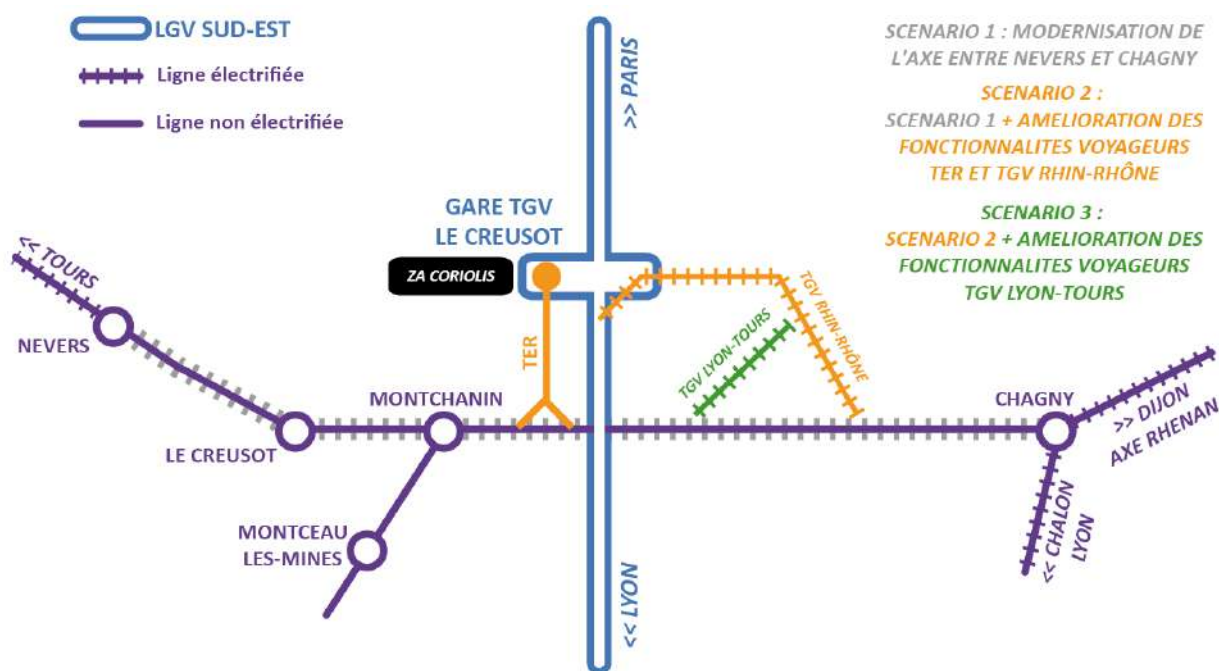 LGV SUD-EST
Ligne électrifiée
Ligne non électrifiée
>> PARIS
SCENARIO 1 : MODERNISATION DE
L'AXE ENTRE NEVERS ET CHAGNY
SCENARIO 2 :
SCENARIO 1 + AMELIORATION DES
FONCTIONNALITES VOYAGEURS
TER ET TGV RHIN-RHÔNE
SCENARIO 3 :
SCENARIO 2 + AMELIORATION DES
FONCTIONNALITES VOYAGEURS
TGV LYON-TOURS
GARE TGV
LE CREUSOT
ZA CORIOLIS
<< TOURS
NEVERS
TER
TGV LYON-TOURS
TGV RHIN-RHÔNE
MONTCHANIN
LE CREUSOT
CHAGNY
>> DIJON
AXE RHENAN
MONTCEAU
LES-MINES
<< CHALON
LYON
<< LYON